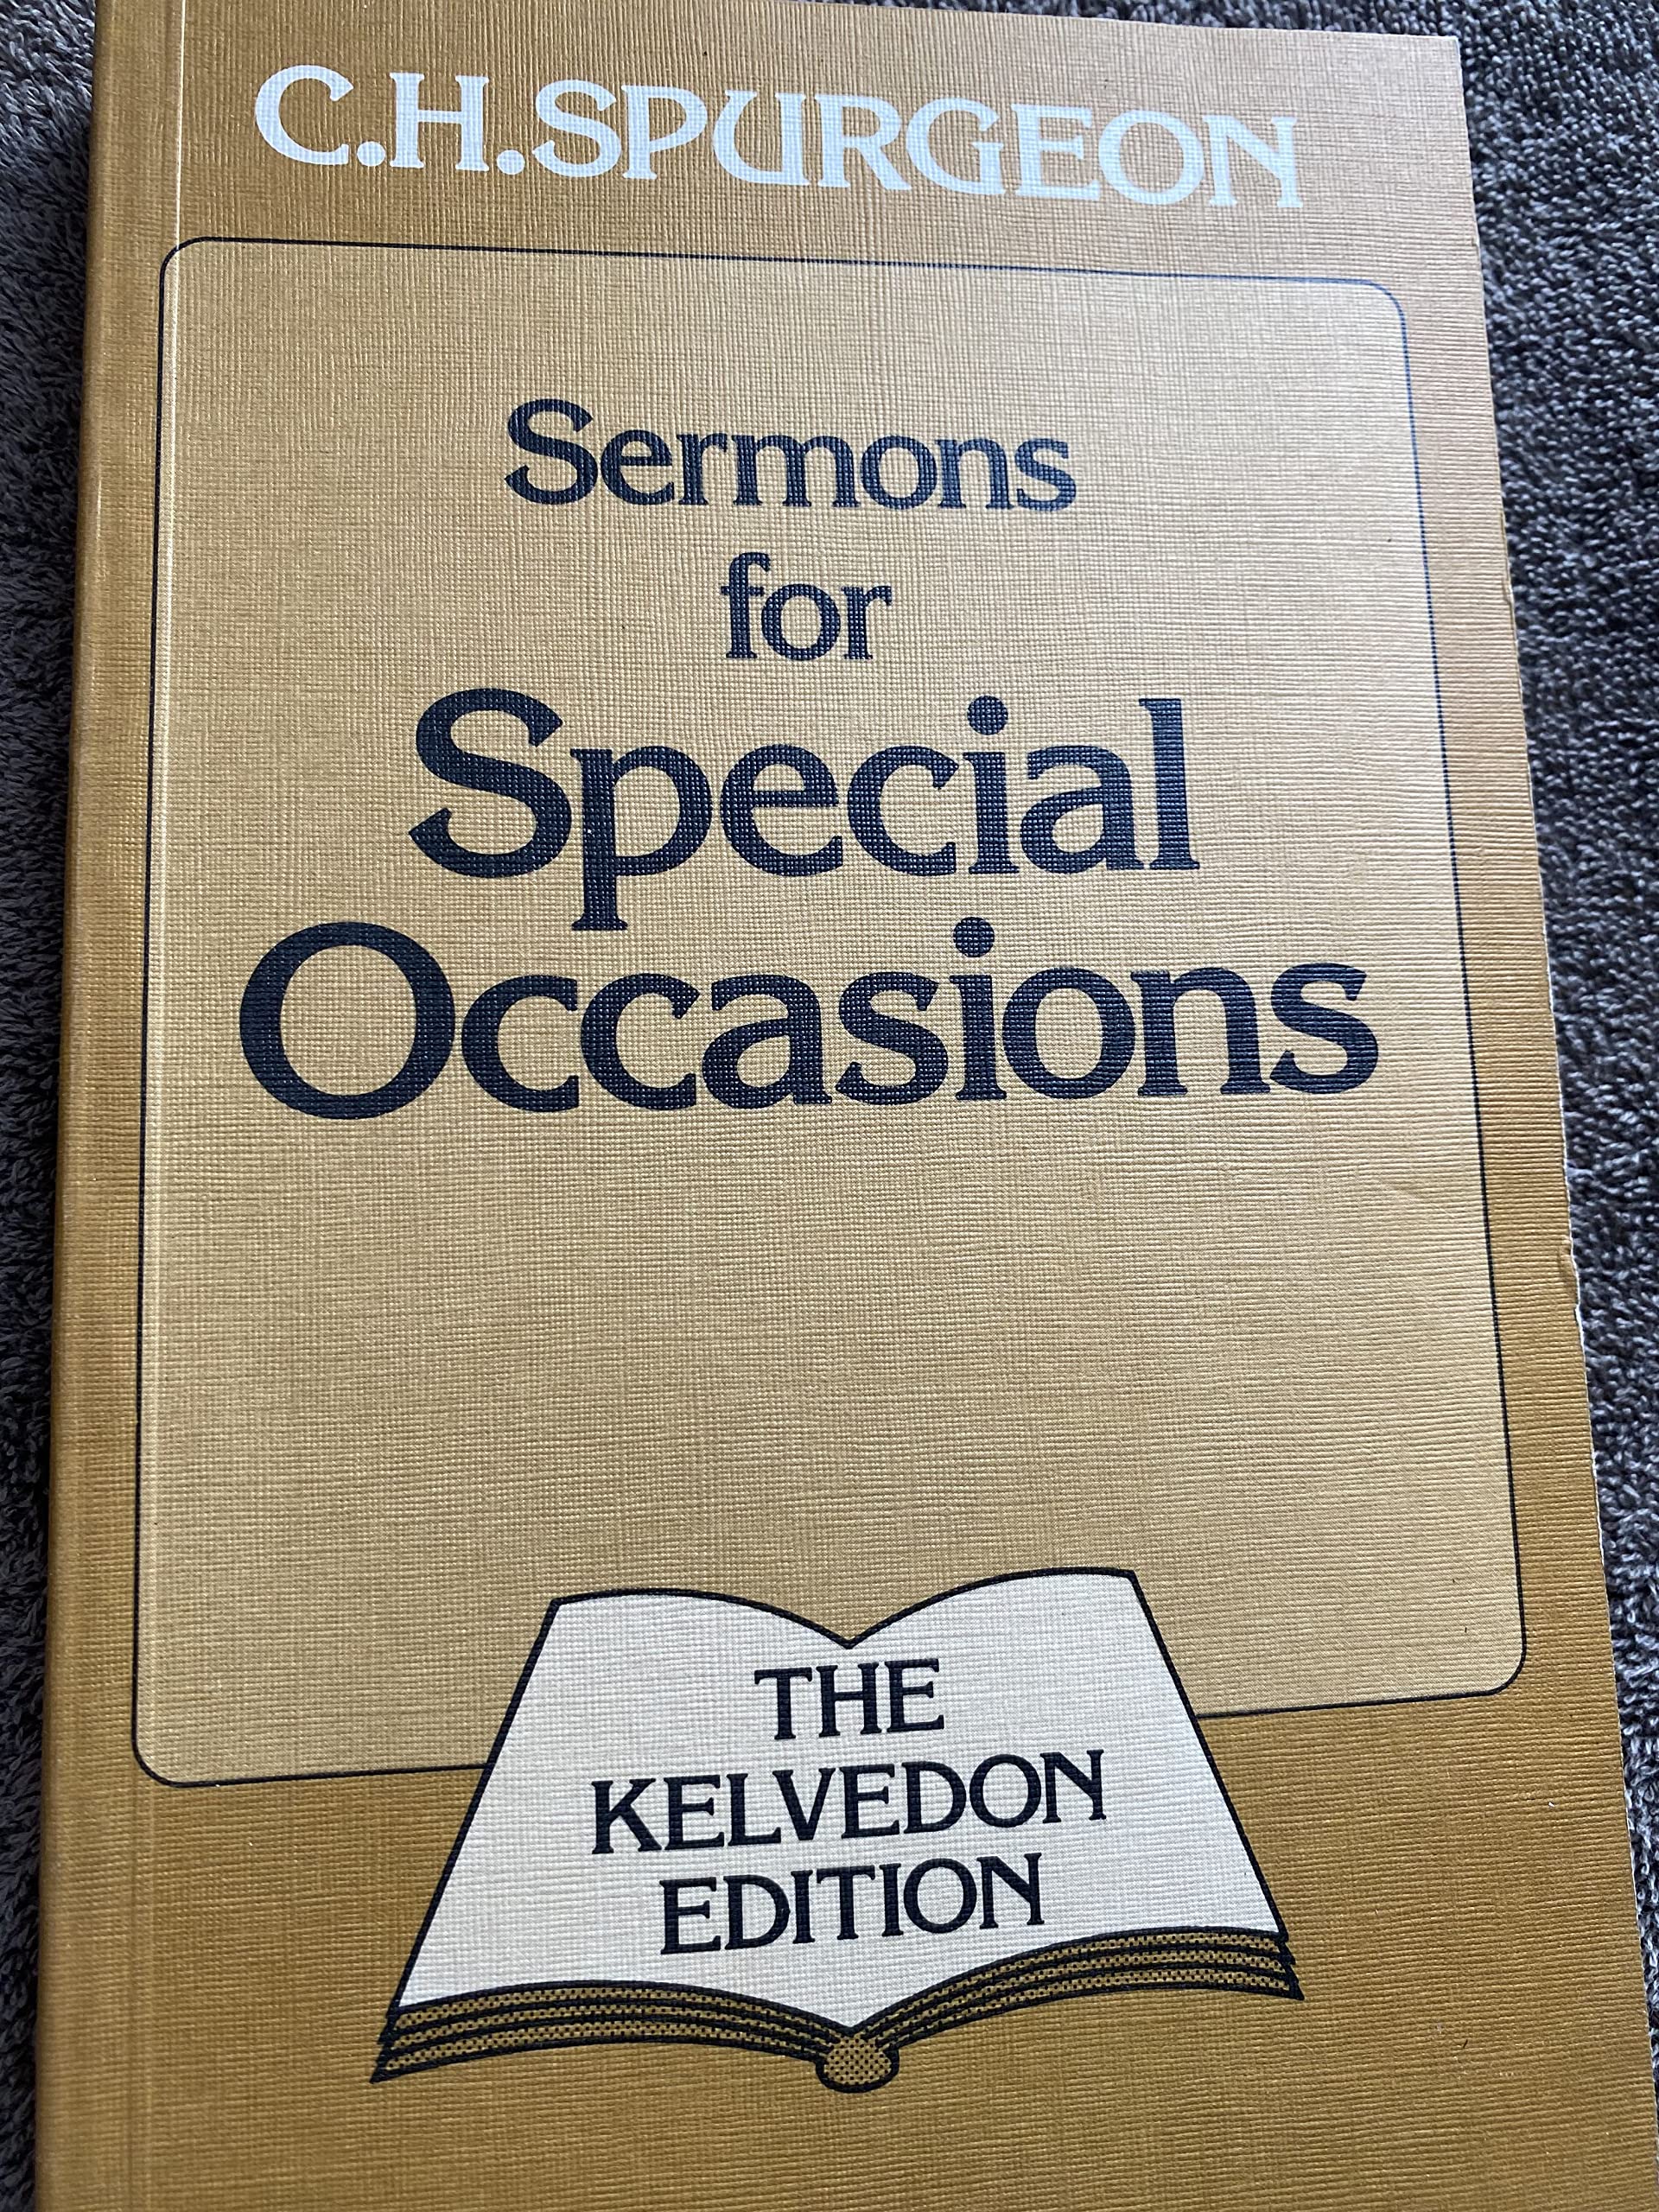 C.H.SPURGEON
Sermons
for
Special
Occasions
THE
KELVEDON
EDITION